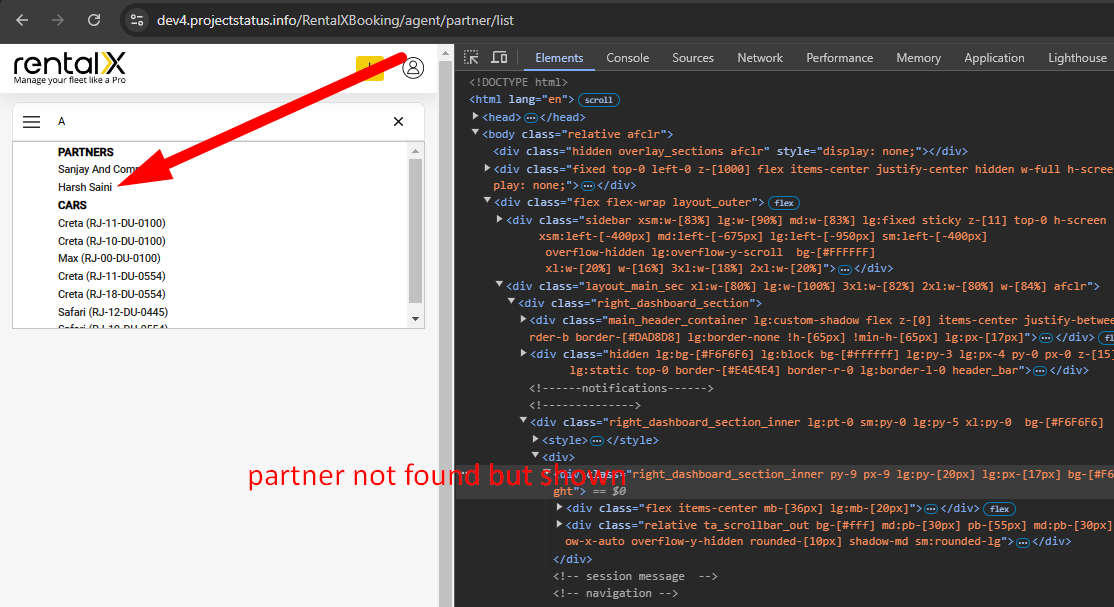 dev4.projectstatus.info/RentalXBooking/agent/partner/list
rentalX
Manage your fleet like a Pro
A
PARTNERS
Sanjay And Comp
Harsh Saini
CARS
Creta (RJ-11-DU-0100)
Creta (RJ-10-DU-0100)
Max (RJ-00-DU-0100)
Creta (RJ-11-DU-0554)
Creta (RJ-18-DU-0554)
Safari (RJ-12-DU-0445)
Safari (RJ-18-DU-0554)
partner not found but shown
Elements Console Sources Network Performance Memory Application Lighthouse
<!DOCTYPE html>
<html lang="en"> scroll
<head> ⋯ </head>
<body class="relative afclr">
<div class="hidden overlay_sections afclr" style="display: none;"></div>
<div class="fixed top-0 left-0 z-[1000] flex items-center justify-center hidden w-full h-scree
play: none;"> ⋯ </div>
<div class="flex flex-wrap layout_outer"> flex
<div class="sidebar xsm:w-[83%] lg:w-[90%] md:w-[83%] lg:fixed sticky z-[11] top-0 h-screen
xsm:left-[-400px] md:left-[-675px] lg:left-[-950px] sm:left-[-400px]
overflow-hidden lg:overflow-y-scroll bg-[#FFFFFF]
xl:w-[20%] w-[16%] 3xl:w-[18%] 2xl:w-[20%]"> ⋯ </div>
<div class="layout_main_sec xl:w-[80%] lg:w-[100%] 3xl:w-[82%] 2xl:w-[80%] w-[84%] afclr">
<div class="right_dashboard_section">
<div class="main_header_container lg:custom-shadow flex z-[0] items-center justify-betwee
rder-b border-[#DAD8D8] lg:border-none !h-[65px] !min-h-[65px] lg:px-[17px]"> ⋯ </div> fl
<div class="hidden lg:bg-[#F6F6F6] lg:block bg-[#ffffff] lg:py-3 lg:px-4 py-0 px-0 z-[15]
lg:static top-0 border-[#E4E4E4] border-r-0 lg:border-l-0 header_bar"> ⋯ </div>
<!------notifications------>
<!-------------->
<div class="right_dashboard_section_inner lg:pt-0 sm:py-0 lg:py-5 xl:py-0 bg-[#F6F6F6]
<style> ⋯ </style>
<div>
<div class="right_dashboard_section_inner py-9 px-9 lg:py-[20px] lg:px-[17px] bg-[#F6
ght"> == $0
<div class="flex items-center mb-[36px] lg:mb-[20px]"> ⋯ </div> flex
<div class="relative ta_scrollbar_out bg-[#fff] md:pb-[30px] pb-[55px] md:pb-[30px]
ow-x-auto overflow-y-hidden rounded-[10px] shadow-md sm:rounded-lg"> ⋯ </div>
</div>
<!-- session message -->
<!-- navigation -->